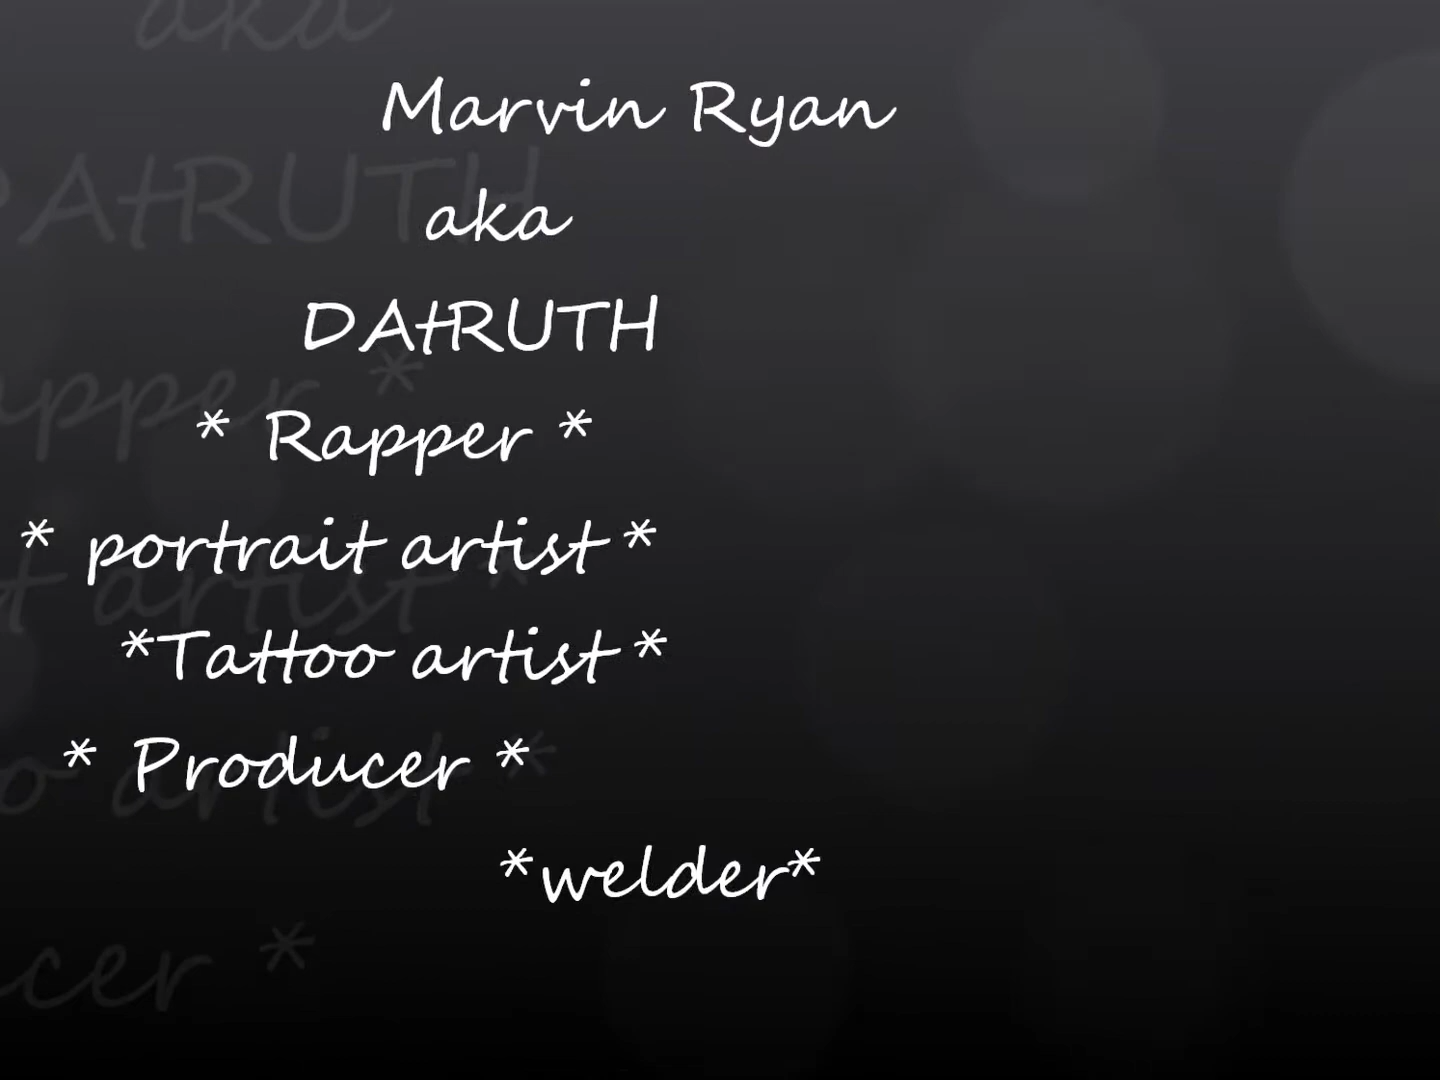 Marvin Ryan
aka
DAtRUTH
* Rapper *
* portrait artist *
*Tattoo artist *
* Producer *
*welder*